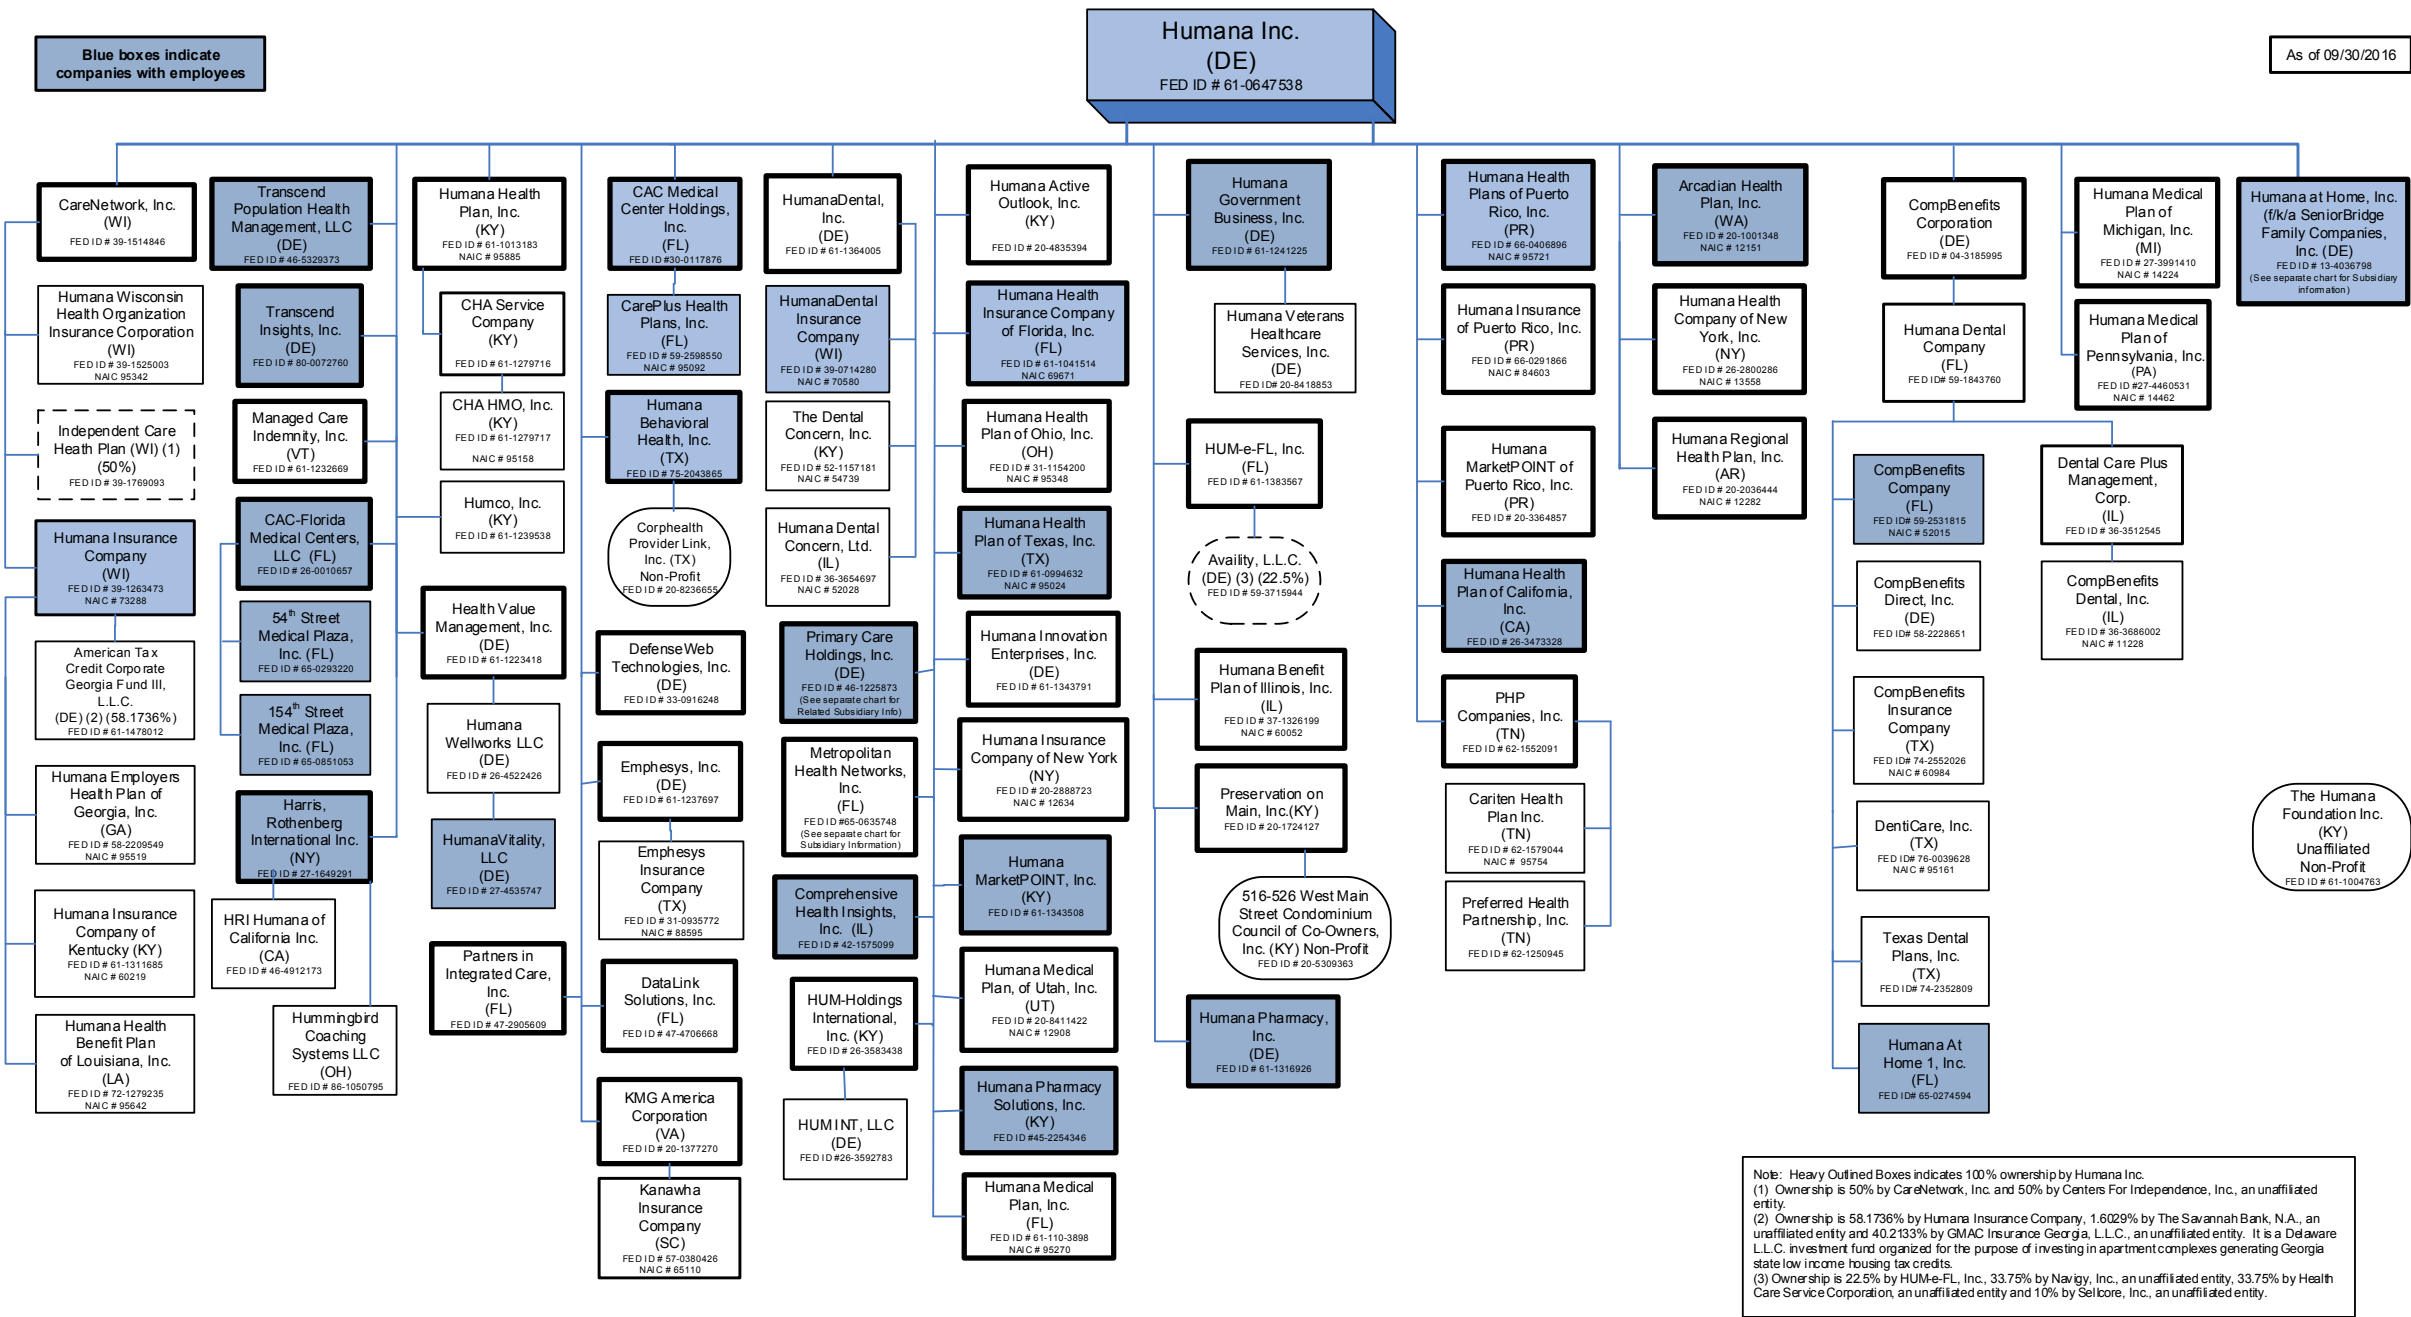 Blue boxes indicate
companies with employees
Humana Inc.
(DE)
FED ID # 61-0647538
As of 09/30/2016
CareNetwork, Inc.
(WI)
FED ID # 39-1514846
Humana Wisconsin
Health Organization
Insurance Corporation
(WI)
FED ID # 39-1525003
NAIC 95342
Independent Care
Heath Plan (WI) (1)
(50%)
FED ID # 39-1769093
Humana Insurance
Company
(WI)
FED ID # 39-1263473
NAIC # 73288
American Tax
Credit Corporate
Georgia Fund III,
L.L.C.
(DE) (2) (58.1736%)
FED ID # 61-1478012
Humana Employers
Health Plan of
Georgia, Inc.
(GA)
FED ID # 58-2209549
NAIC # 95519
Humana Insurance
Company of
Kentucky (KY)
FED ID # 61-1311685
NAIC # 60219
Humana Health
Benefit Plan
of Louisiana, Inc.
(LA)
FED ID # 72-1279235
NAIC # 95642
Transcend
Population Health
Management, LLC
(DE)
FED ID # 46-5329373
Transcend
Insights, Inc.
(DE)
FED ID # 80-0072760
Managed Care
Indemnity, Inc.
(VT)
FED ID # 61-1232669
CAC-Florida
Medical Centers,
LLC (FL)
FED ID # 26-0010657
54th Street
Medical Plaza,
Inc. (FL)
FED ID # 65-0293220
154th Street
Medical Plaza,
Inc. (FL)
FED ID # 65-0851053
Harris,
Rothenberg
International Inc.
(NY)
FED ID # 27-1649291
HRI Humana of
California Inc.
(CA)
FED ID # 46-4912173
Hummingbird
Coaching
Systems LLC
(OH)
FED ID # 86-1050795
Humana Health
Plan, Inc.
(KY)
FED ID # 61-1013183
NAIC # 95885
CHA Service
Company
(KY)
FED ID # 61-1279716
CHA HMO, Inc.
(KY)
FED ID # 61-1279717
NAIC # 95158
Humco, Inc.
(KY)
FED ID # 61-1239538
Health Value
Management, Inc.
(DE)
FED ID # 61-1223418
Humana
Wellworks LLC
(DE)
FED ID # 26-4522426
HumanaVitality,
LLC
(DE)
FED ID # 27-4535747
Partners in
Integrated Care,
Inc.
(FL)
FED ID # 47-2905609
CAC Medical
Center Holdings,
Inc.
(FL)
FED ID #30-0117876
CarePlus Health
Plans, Inc.
(FL)
FED ID # 59-2598550
NAIC # 95092
Humana
Behavioral
Health, Inc.
(TX)
FED ID # 75-2043865
Corphealth
Provider Link,
Inc. (TX)
Non-Profit
FED ID # 20-8236655
DefenseWeb
Technologies, Inc.
(DE)
FED ID # 33-0916248
Emphesys, Inc.
(DE)
FED ID # 61-1237697
Emphesys
Insurance
Company
(TX)
FED ID # 31-0935772
NAIC # 88595
DataLink
Solutions, Inc.
(FL)
FED ID # 47-4706668
KMG America
Corporation
(VA)
FED ID # 20-1377270
Kanawha
Insurance
Company
(SC)
FED ID # 57-0380426
NAIC # 65110
HumanaDental,
Inc.
(DE)
FED ID # 61-1364005
HumanaDental
Insurance
Company
(WI)
FED ID # 39-0714280
NAIC # 70580
The Dental
Concern, Inc.
(KY)
FED ID # 52-1157181
NAIC # 54739
Humana Dental
Concern, Ltd.
(IL)
FED ID # 36-3654697
NAIC # 52028
Primary Care
Holdings, Inc.
(DE)
FED ID # 46-1225873
(See separate chart for
Related Subsidiary Info)
Metropolitan
Health Networks,
Inc.
(FL)
FED ID #65-0635748
(See separate chart for
Subsidiary Information)
Comprehensive
Health Insights,
Inc. (IL)
FED ID # 42-1575099
HUM-Holdings
International,
Inc. (KY)
FED ID # 26-3583438
HUM INT, LLC
(DE)
FED ID #26-3592783
Humana Active
Outlook, Inc.
(KY)
FED ID # 20-4835394
Humana Health
Insurance Company
of Florida, Inc.
(FL)
FED ID # 61-1041514
NAIC 69671
Humana Health
Plan of Ohio, Inc.
(OH)
FED ID # 31-1154200
NAIC # 95348
Humana Health
Plan of Texas, Inc.
(TX)
FED ID # 61-0994632
NAIC # 95024
Humana Innovation
Enterprises, Inc.
(DE)
FED ID # 61-1343791
Humana Insurance
Company of New York
(NY)
FED ID # 20-2888723
NAIC # 12634
Humana
MarketPOINT, Inc.
(KY)
FED ID # 61-1343508
Humana Medical
Plan, of Utah, Inc.
(UT)
FED ID # 20-8411422
NAIC # 12908
Humana Pharmacy
Solutions, Inc.
(KY)
FED ID #45-2254346
Humana Medical
Plan, Inc.
(FL)
FED ID # 61-110-3898
NAIC # 95270
Humana
Government
Business, Inc.
(DE)
FED ID # 61-1241225
Humana Veterans
Healthcare
Services, Inc.
(DE)
FED ID# 20-8418853
HUM-e-FL, Inc.
(FL)
FED ID # 61-1383567
Availity, L.L.C.
(DE) (3) (22.5%)
FED ID # 59-3715944
Humana Benefit
Plan of Illinois, Inc.
(IL)
FED ID # 37-1326199
NAIC # 60052
Preservation on
Main, Inc.(KY)
FED ID # 20-1724127
516-526 West Main
Street Condominium
Council of Co-Owners,
Inc. (KY) Non-Profit
FED ID # 20-5309363
Humana Pharmacy,
Inc.
(DE)
FED ID # 61-1316926
Humana Health
Plans of Puerto
Rico, Inc.
(PR)
FED ID # 66-0406896
NAIC # 95721
Humana Insurance
of Puerto Rico, Inc.
(PR)
FED ID # 66-0291866
NAIC # 84603
Humana
MarketPOINT of
Puerto Rico, Inc.
(PR)
FED ID # 20-3364857
Humana Health
Plan of California,
Inc.
(CA)
FED ID # 26-3473328
PHP
Companies, Inc.
(TN)
FED ID # 62-1552091
Cariten Health
Plan Inc.
(TN)
FED ID # 62-1579044
NAIC # 95754
Preferred Health
Partnership, Inc.
(TN)
FED ID # 62-1250945
Arcadian Health
Plan, Inc.
(WA)
FED ID # 20-1001348
NAIC # 12151
Humana Health
Company of New
York, Inc.
(NY)
FED ID # 26-2800286
NAIC # 13558
Humana Regional
Health Plan, Inc.
(AR)
FED ID # 20-2036444
NAIC # 12282
CompBenefits
Corporation
(DE)
FED ID # 04-3185995
Humana Dental
Company
(FL)
FED ID# 59-1843760
CompBenefits
Company
(FL)
FED ID# 59-2531815
NAIC # 52015
CompBenefits
Direct, Inc.
(DE)
FED ID# 58-2228651
CompBenefits
Insurance
Company
(TX)
FED ID# 74-2552026
NAIC # 60984
DentiCare, Inc.
(TX)
FED ID# 76-0039628
NAIC # 95161
Texas Dental
Plans, Inc.
(TX)
FED ID# 74-2352809
Humana At
Home 1, Inc.
(FL)
FED ID# 65-0274594
Dental Care Plus
Management,
Corp.
(IL)
FED ID # 36-3512545
CompBenefits
Dental, Inc.
(IL)
FED ID # 36-3686002
NAIC # 11228
Humana Medical
Plan of
Michigan, Inc.
(MI)
FED ID # 27-3991410
NAIC # 14224
Humana Medical
Plan of
Pennsylvania, Inc.
(PA)
FED ID #27-4460531
NAIC # 14462
Humana at Home, Inc.
(f/k/a SeniorBridge
Family Companies,
Inc. (DE)
FED ID # 13-4036798
(See separate chart for Subsidiary
information)
The Humana
Foundation Inc.
(KY)
Unaffiliated
Non-Profit
FED ID # 61-1004763
Note: Heavy Outlined Boxes indicates 100% ownership by Humana Inc.
(1) Ownership is 50% by CareNetwork, Inc. and 50% by Centers For Independence, Inc., an unaffiliated
entity.
(2) Ownership is 58.1736% by Humana Insurance Company, 1.6029% by The Savannah Bank, N.A., an
unaffiliated entity and 40.2133% by GMAC Insurance Georgia, L.L.C., an unaffiliated entity. It is a Delaware
L.L.C. investment fund organized for the purpose of investing in apartment complexes generating Georgia
state low income housing tax credits.
(3) Ownership is 22.5% by HUM-e-FL, Inc., 33.75% by Navigy, Inc., an unaffiliated entity, 33.75% by Health
Care Service Corporation, an unaffiliated entity and 10% by Sellcore, Inc., an unaffiliated entity.